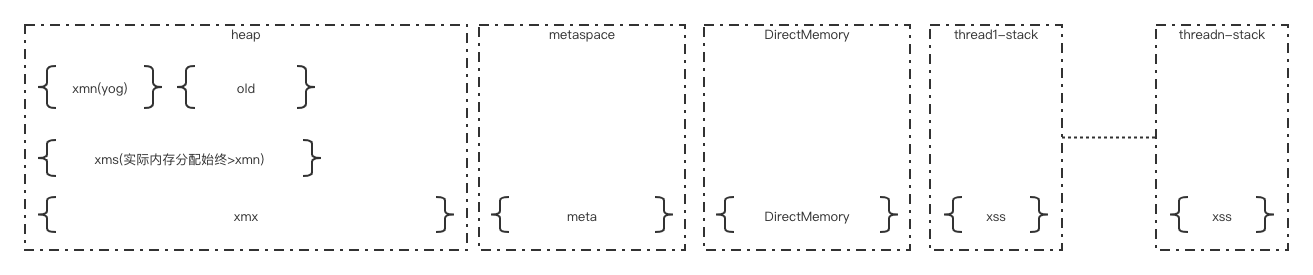 heap
metaspace
DirectMemory
thread1-stack
threadn-stack
xmn(yog)
old
xms(实际内存分配始终>xmn)
xmx
meta
DirectMemory
xss
xss